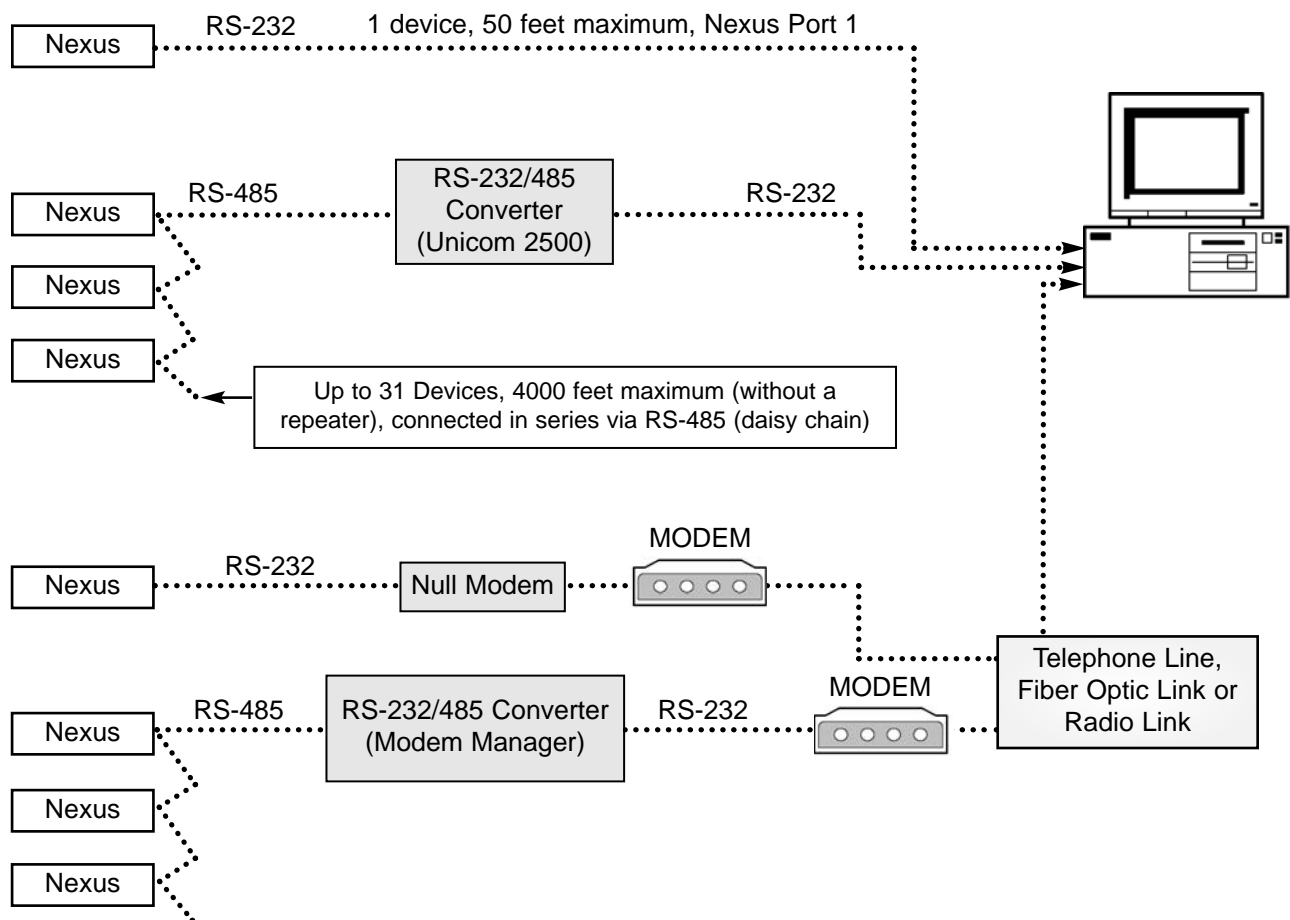 Nexus
RS-232
1 device, 50 feet maximum, Nexus Port 1
Nexus
RS-485
RS-232/485
Converter
(Unicom 2500)
RS-232
Nexus
Nexus
Up to 31 Devices, 4000 feet maximum (without a
repeater), connected in series via RS-485 (daisy chain)
Nexus
RS-232
Null Modem
MODEM
Telephone Line,
Fiber Optic Link or
Radio Link
Nexus
RS-485
RS-232/485 Converter
(Modem Manager)
RS-232
MODEM
Nexus
Nexus